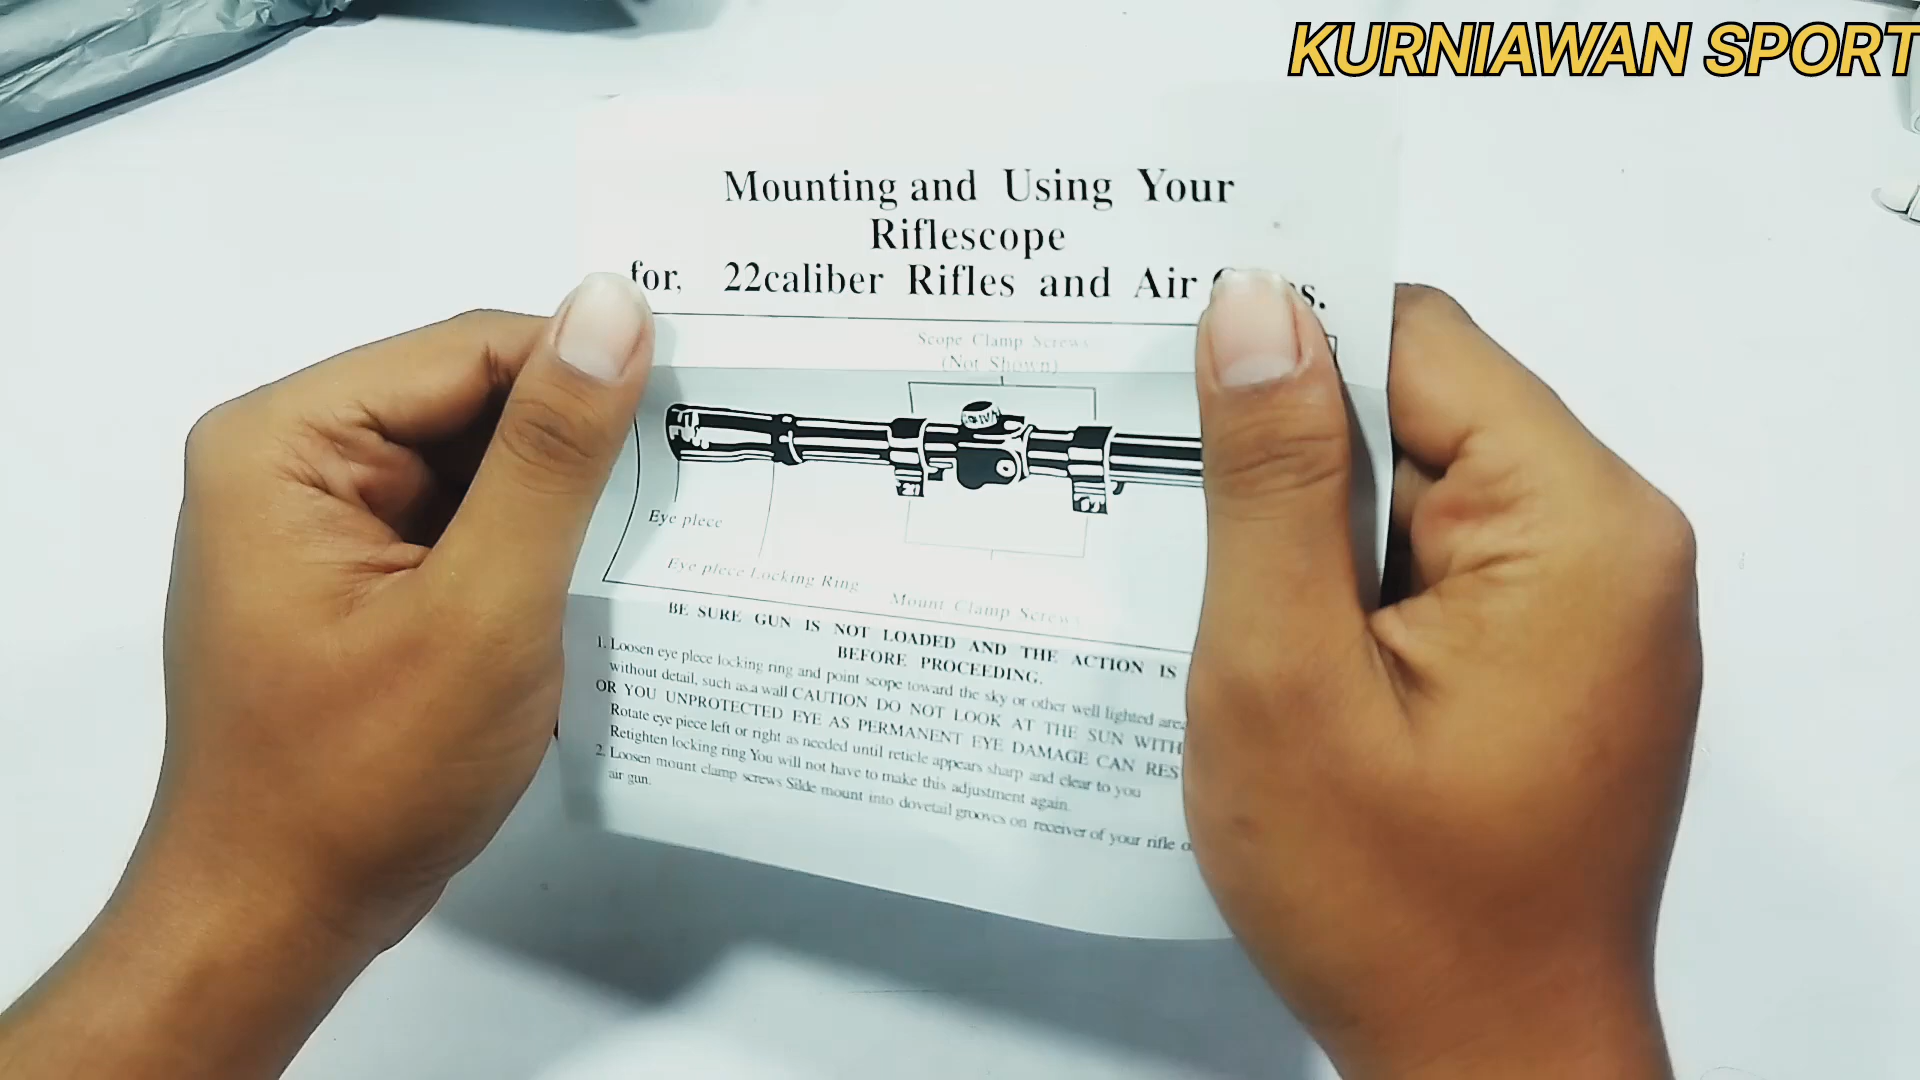 KURNIAWAN SPORT
Mounting and Using Your
Riflescope
for, 22caliber Rifles and Air
Scope Clamp Screws
(Not Shown)
Eye plece
Eye plece Locking Ring
Mount Clamp Screws
BE SURE GUN IS NOT LOADED AND THE ACTION IS
BEFORE PROCEEDING.
1. Loosen eye plece locking ring and point scope toward the sky or other well lighted area
without detail, such as.a wall CAUTION DO NOT LOOK AT THE SUN WITH
OR YOU UNPROTECTED EYE AS PERMANENT EYE DAMAGE CAN RES
Rotate eye piece left or right as needed until reticle appears sharp and clear to you
Retighten locking ring You will not have to make this adjustment again.
2. Loosen mount clamp screws Silde mount into dovetail grooves on receiver of your rifle o
air gun.